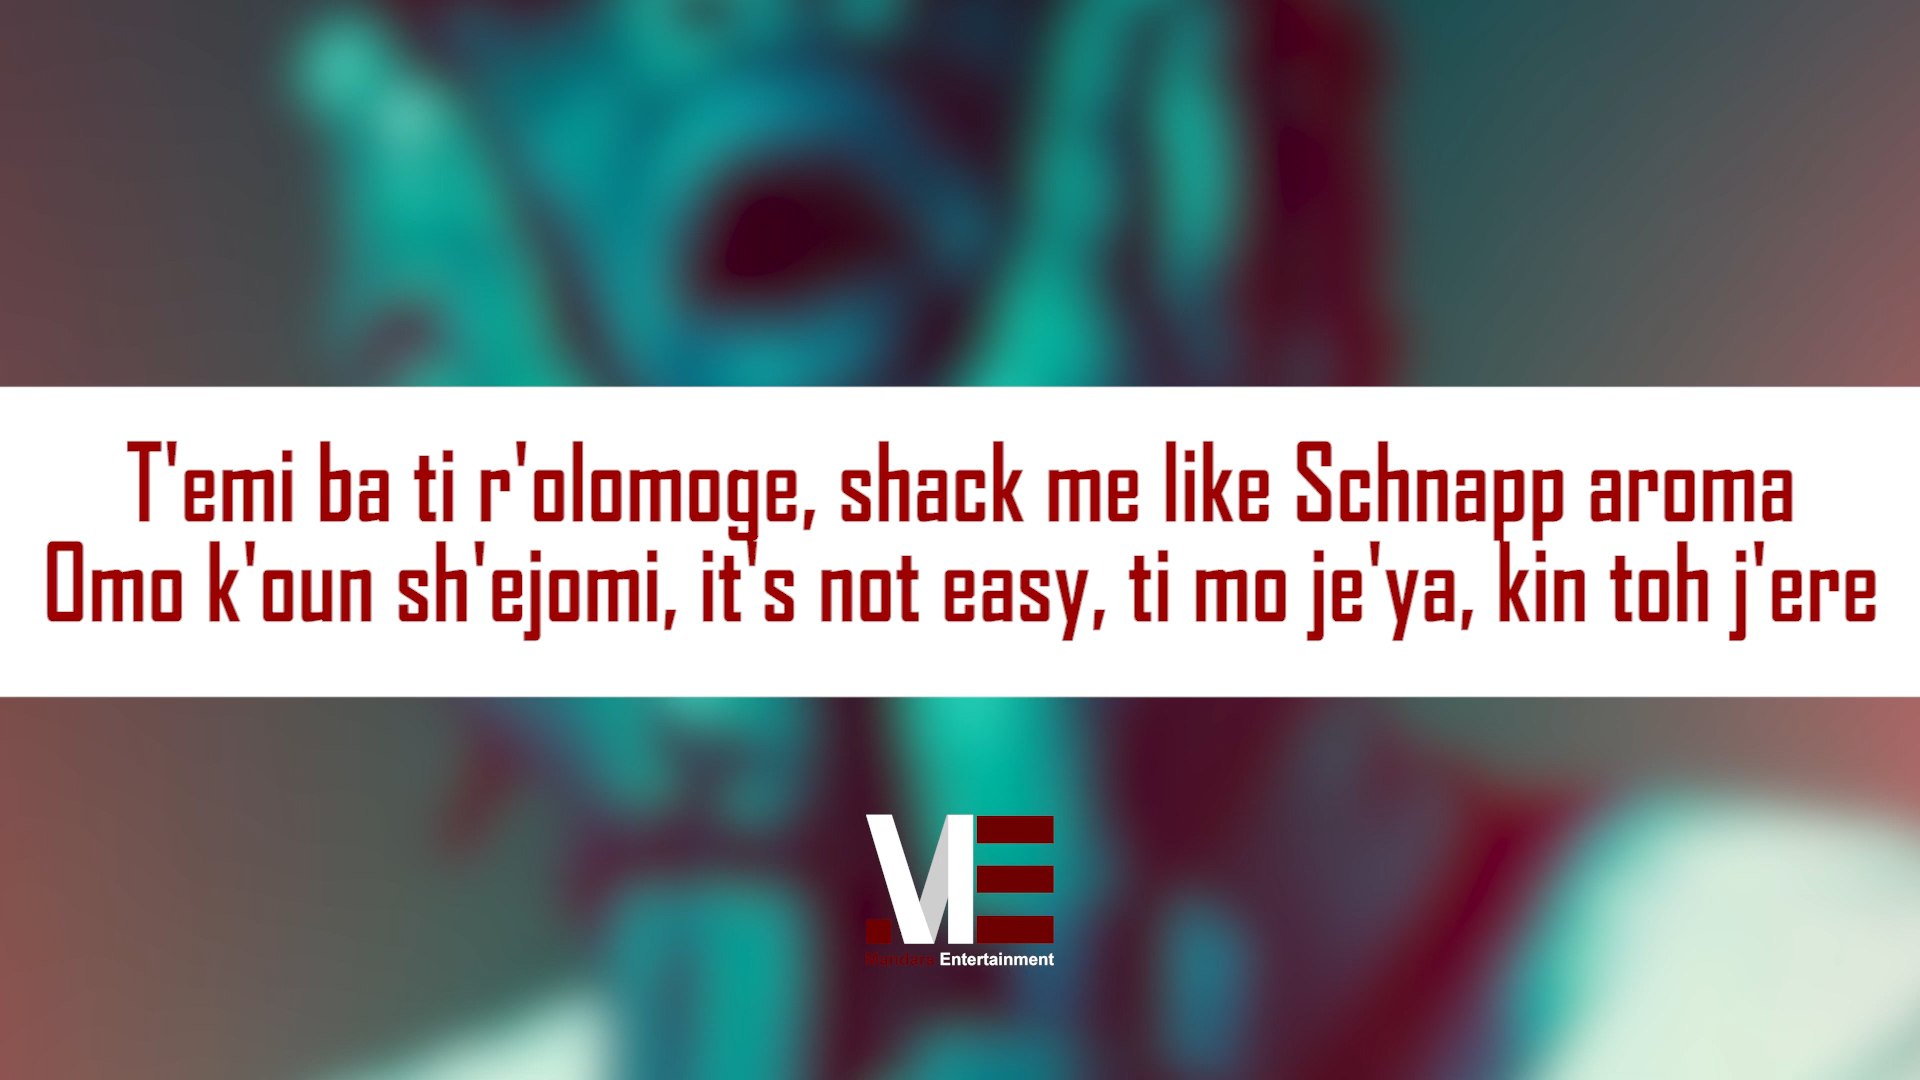 T'emi ba ti r'olomoge, shack me like Schnapp aroma
Omo k'oun sh'ejomi, it's not easy, ti mo je'ya, kin toh j'ere
Entertainment